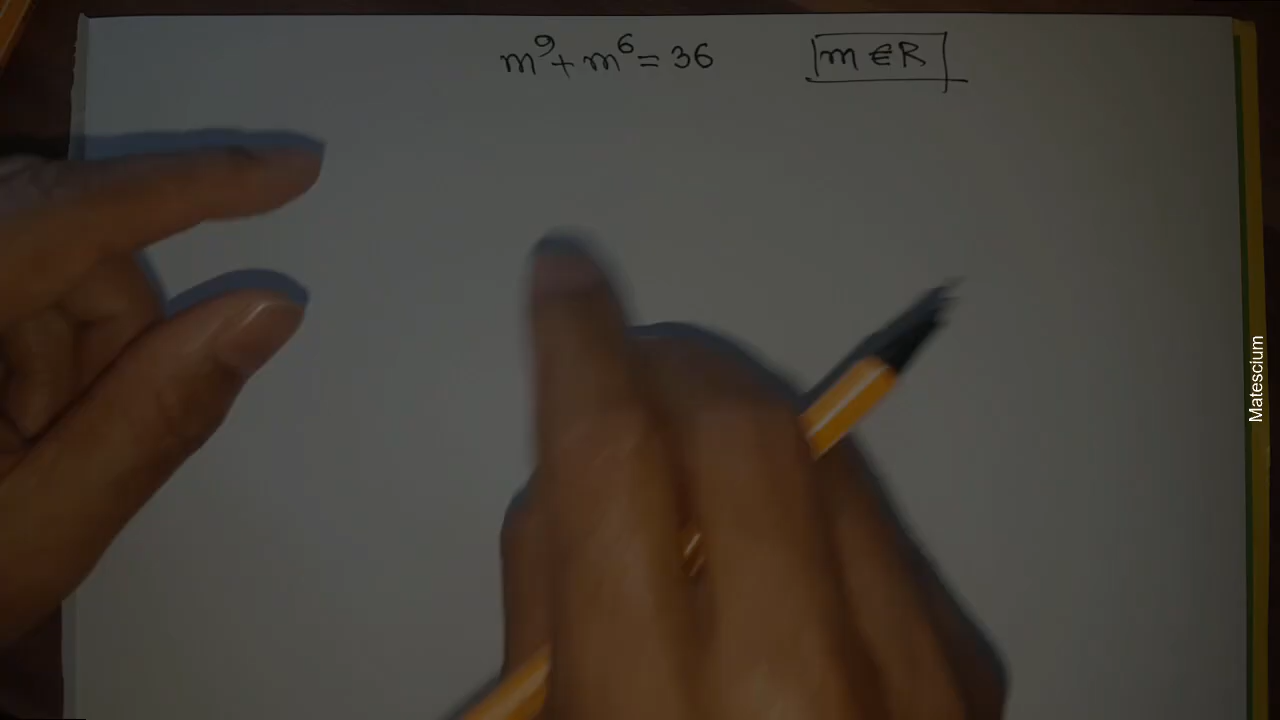 m⁹ + m⁶ = 36 m ∈ R
Matescium